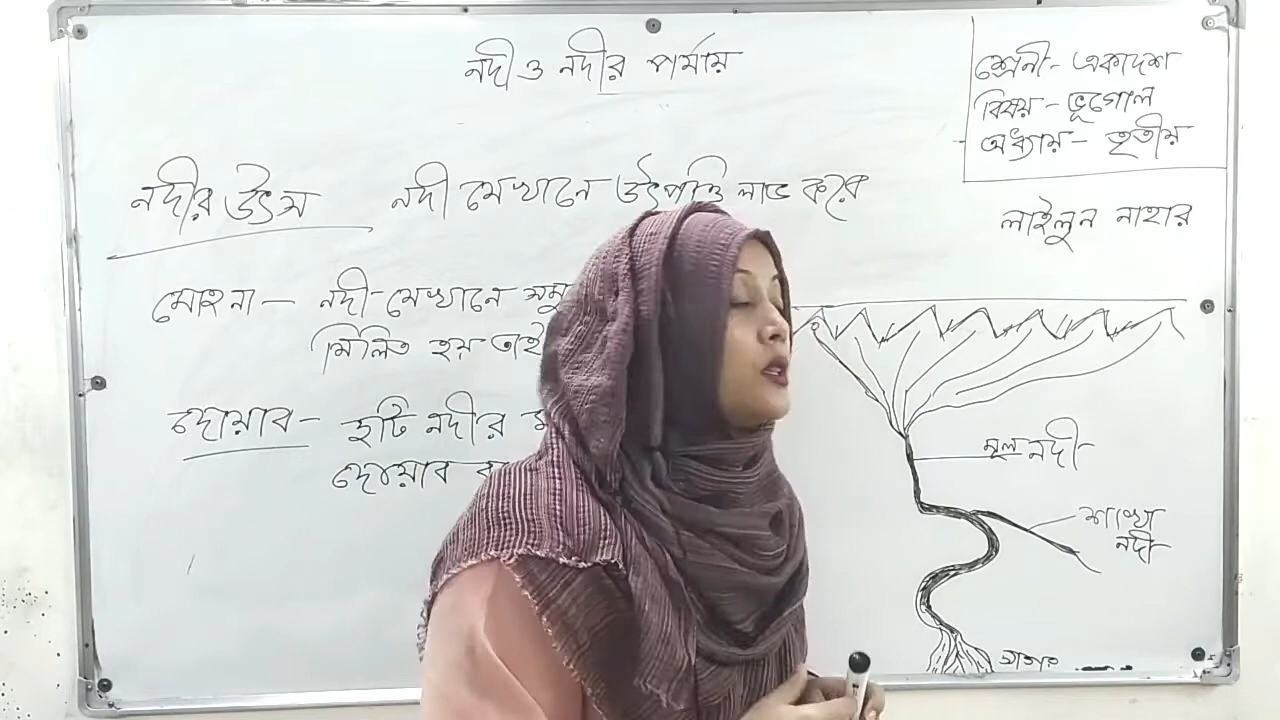 নদী ও নদীর পর্যায়
শ্রেনী - একাদশ
বিষয় - ভূগোল
অধ্যায় - তৃতীয়
লাইলুন নাহার
নদীর উৎস নদী যেখানে উৎপত্তি লাভ করে
মোহনা - নদী যেখানে
মিলিত হয় তাই
দোয়াব - দুটি নদীর
দোয়াব
মূল নদী
শাখা
নদী